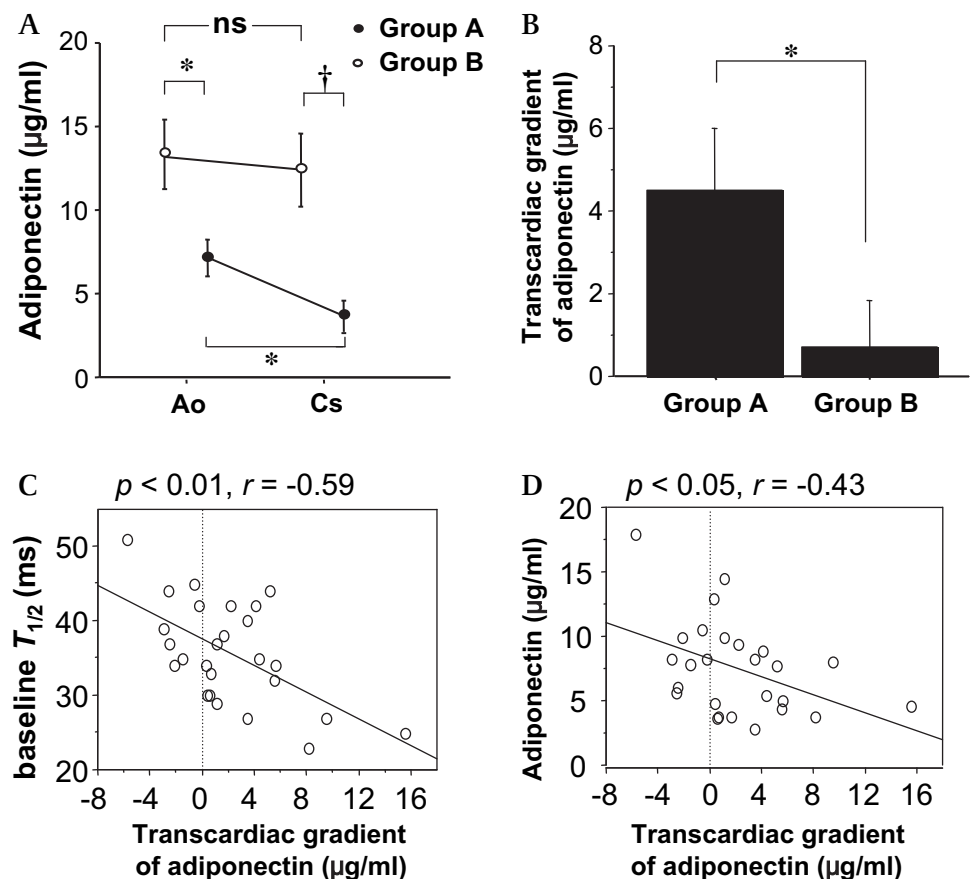 A
ns
● Group A
○ Group B
*
†
20
15
10
5
0
Adiponectin (µg/ml)
*
Ao
Cs
B
*
8
6
4
2
0
Transcardiac gradient
of adiponectin (µg/ml)
Group A
Group B
C
p < 0.01, r = -0.59
50
40
30
20
baseline T1/2 (ms)
-8
-4
0
4
8
12
16
Transcardiac gradient
of adiponectin (µg/ml)
D
p < 0.05, r = -0.43
20
15
10
5
0
Adiponectin (µg/ml)
-8
-4
0
4
8
12
16
Transcardiac gradient
of adiponectin (µg/ml)